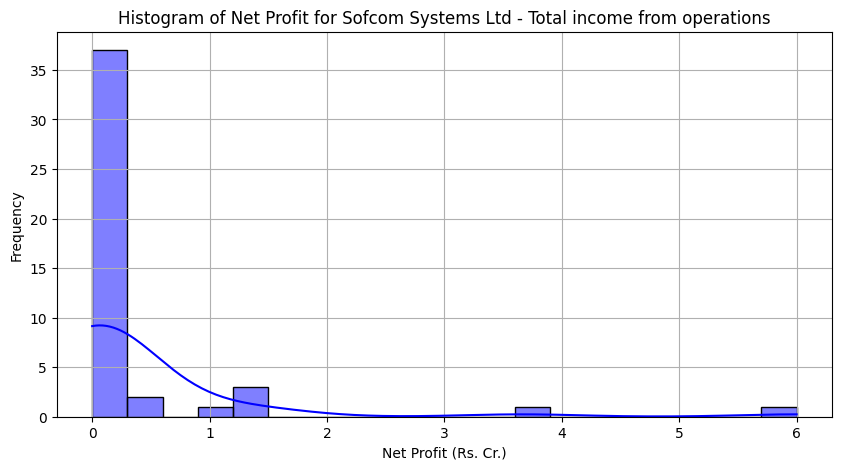 Histogram of Net Profit for Sofcom Systems Ltd - Total income from operations
35
30
25
20
15
10
5
0
Frequency
0 1 2 3 4 5 6
Net Profit (Rs. Cr.)